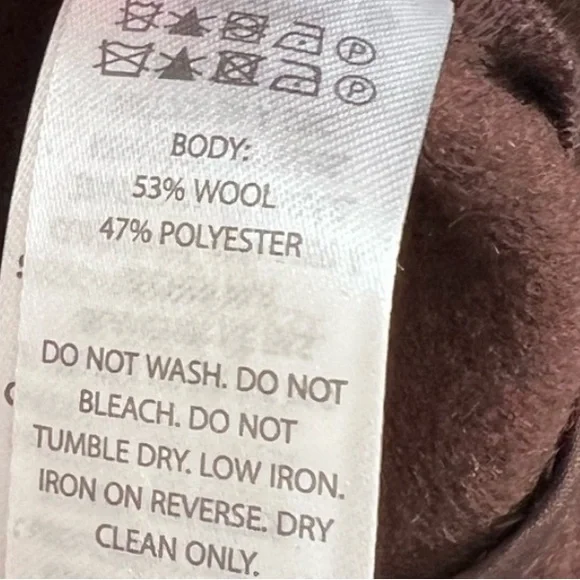 P
P
BODY:
53% WOOL
47% POLYESTER
DO NOT WASH. DO NOT
BLEACH. DO NOT
TUMBLE DRY. LOW IRON.
IRON ON REVERSE. DRY
CLEAN ONLY.